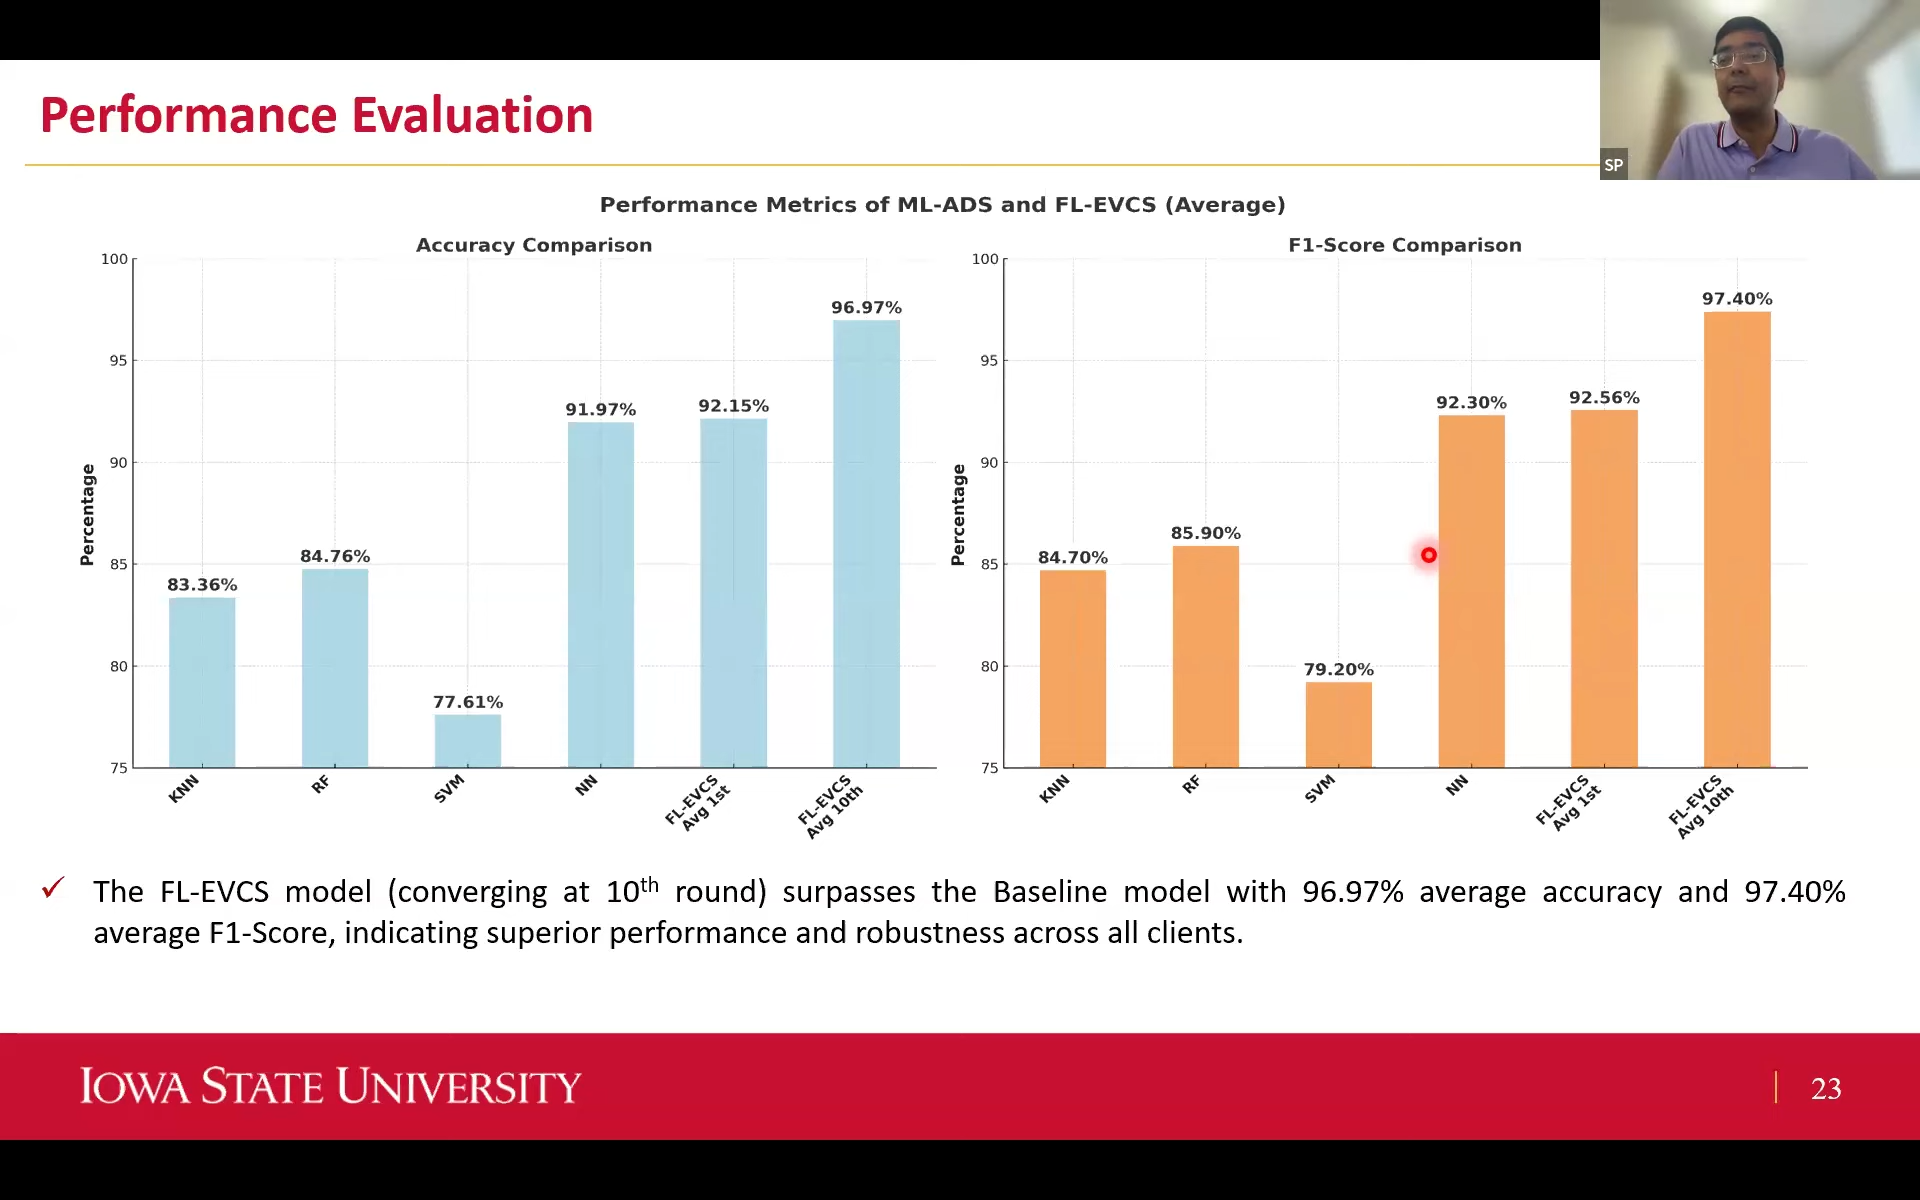 SP
Performance Evaluation
Performance Metrics of ML-ADS and FL-EVCS (Average)
Accuracy Comparison
100
95
90
85
80
75
Percentage
83.36%
84.76%
77.61%
91.97%
92.15%
96.97%
KNN
RF
SVM
NN
FL-EVCS
Avg 1st
FL-EVCS
Avg 10th
F1-Score Comparison
100
95
90
85
80
75
Percentage
84.70%
85.90%
79.20%
92.30%
92.56%
97.40%
KNN
RF
SVM
NN
FL-EVCS
Avg 1st
FL-EVCS
Avg 10th
✓ The FL-EVCS model (converging at 10th round) surpasses the Baseline model with 96.97% average accuracy and 97.40%
average F1-Score, indicating superior performance and robustness across all clients.
IOWA STATE UNIVERSITY
23